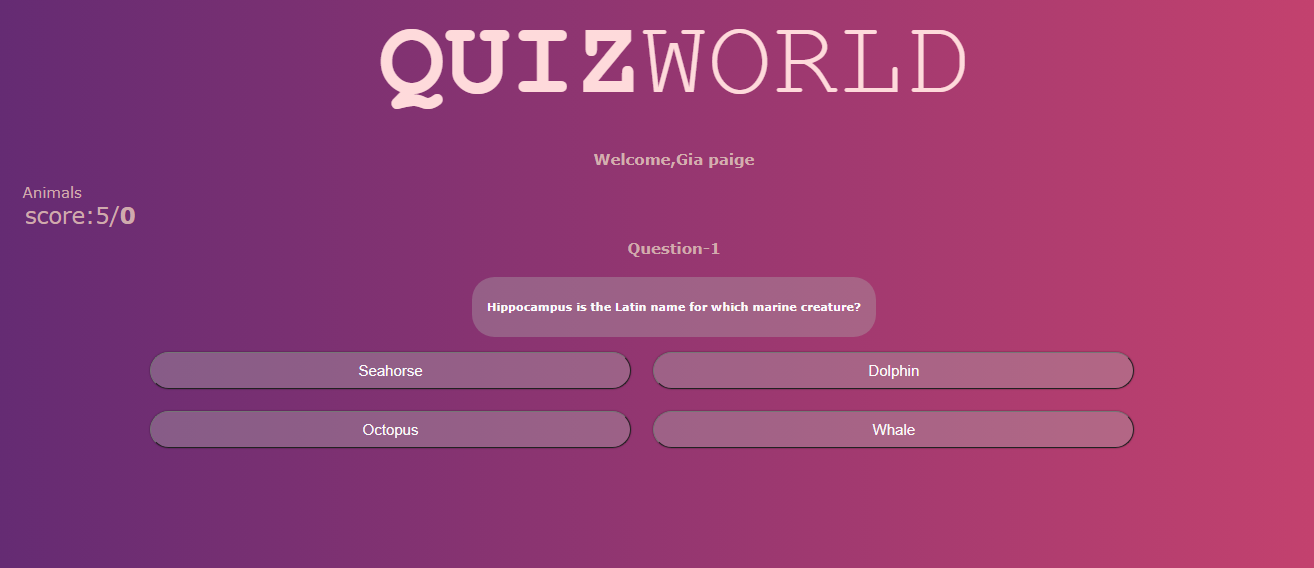 QUIZWORLD
Welcome,Gia paige
Animals
score:5/0
Question-1
Hippocampus is the Latin name for which marine creature?
Seahorse
Dolphin
Octopus
Whale